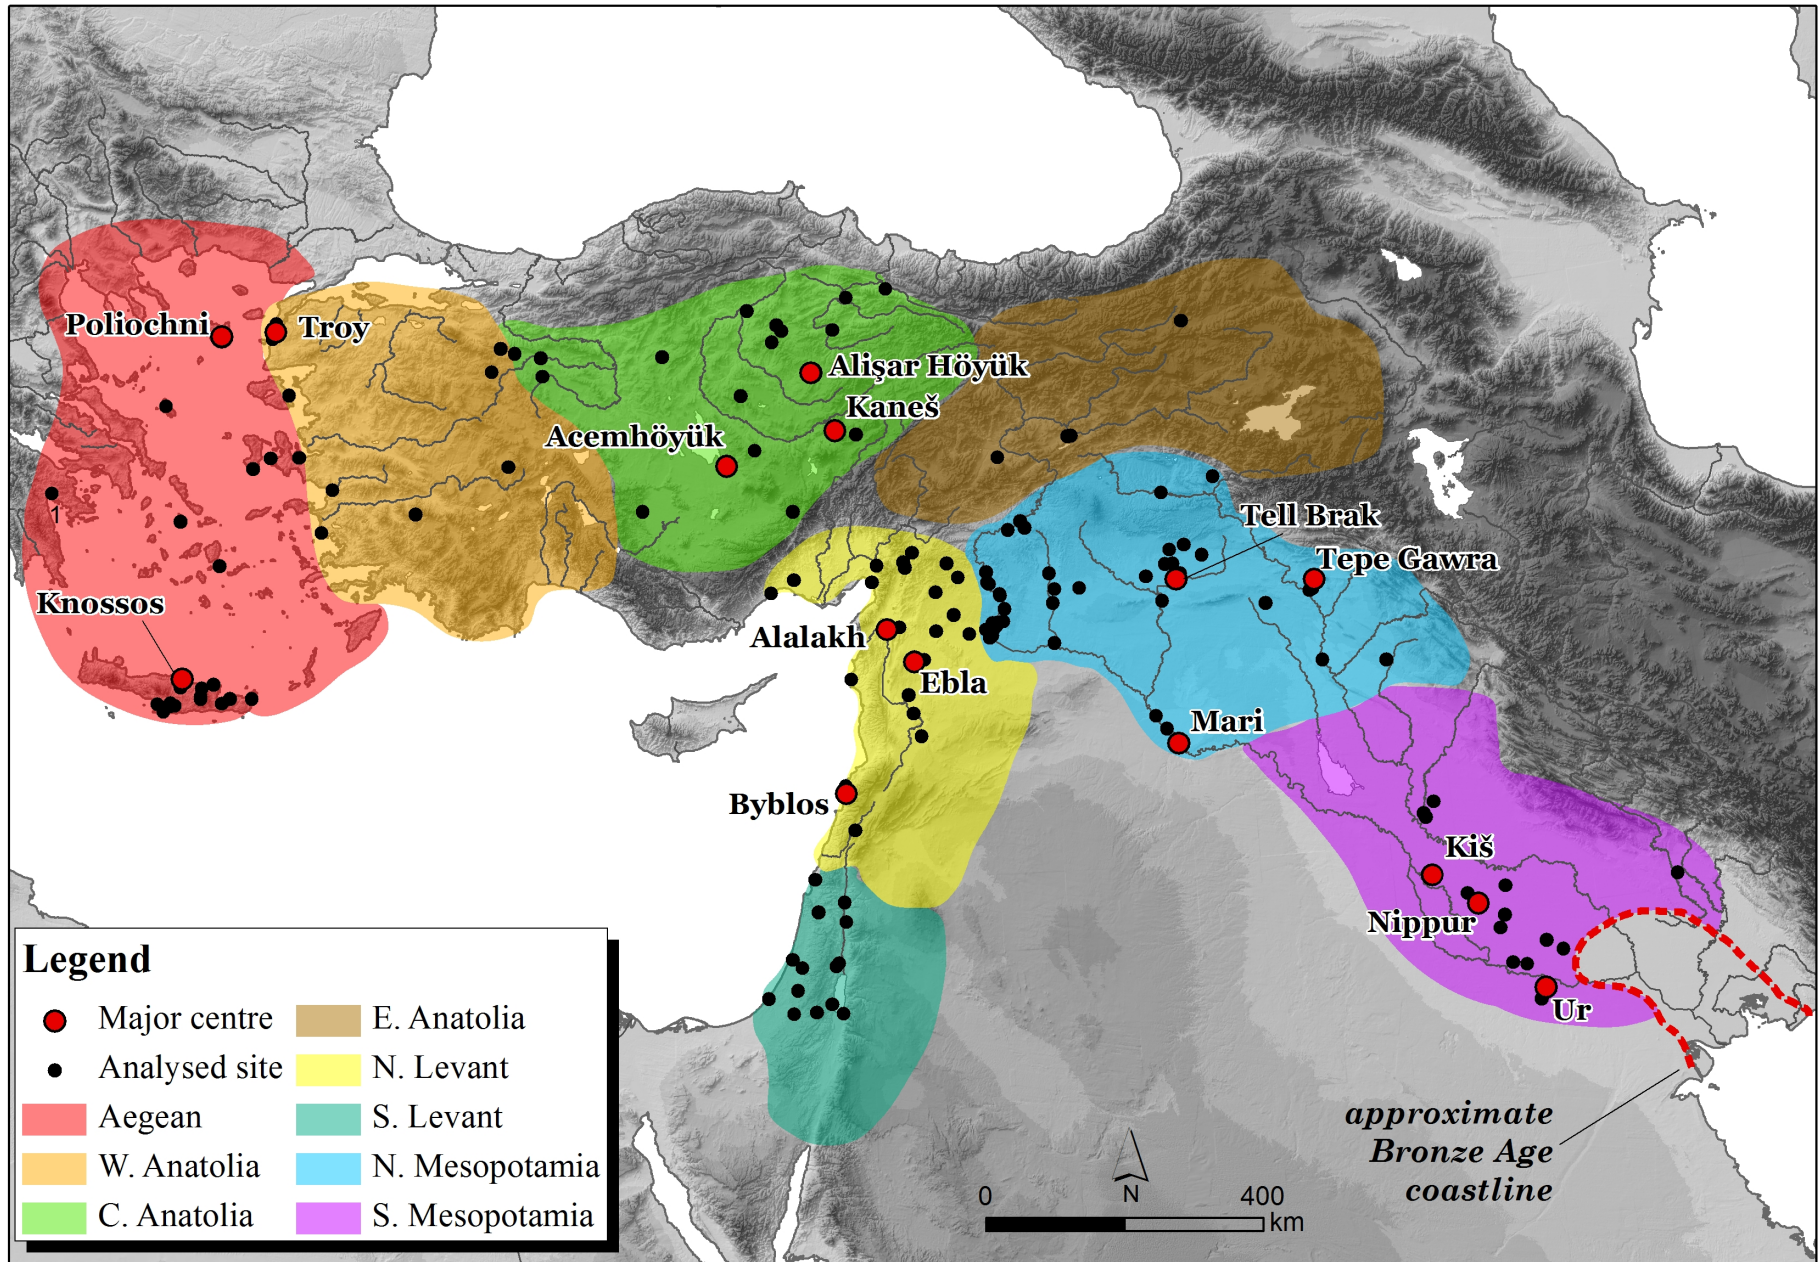 Poliochni
Troy
Alişar Höyük
Kaneš
Acemhöyük
1
Tell Brak
Tepe Gawra
Knossos
Alalakh
Ebla
Mari
Byblos
Kiš
Nippur
Ur
Legend
Major centre
Analysed site
Aegean
W. Anatolia
C. Anatolia
E. Anatolia
N. Levant
S. Levant
N. Mesopotamia
S. Mesopotamia
approximate
Bronze Age
coastline
N
0 400
km